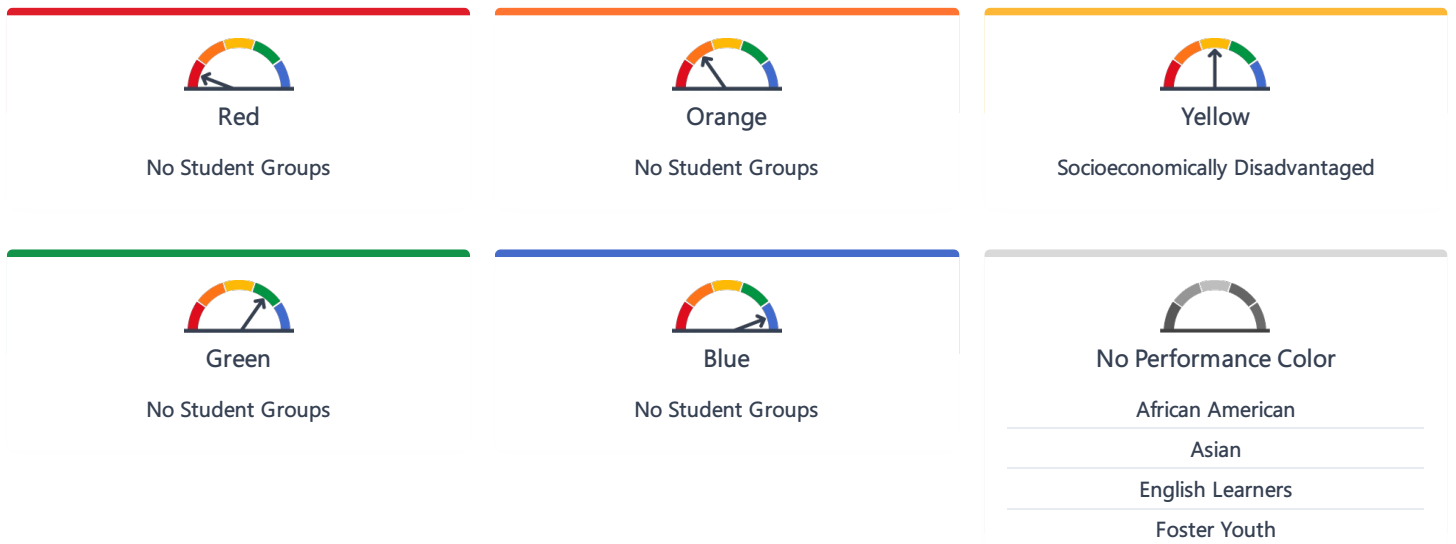 Red
No Student Groups
Orange
No Student Groups
Yellow
Socioeconomically Disadvantaged
Green
No Student Groups
Blue
No Student Groups
No Performance Color
African American
Asian
English Learners
Foster Youth